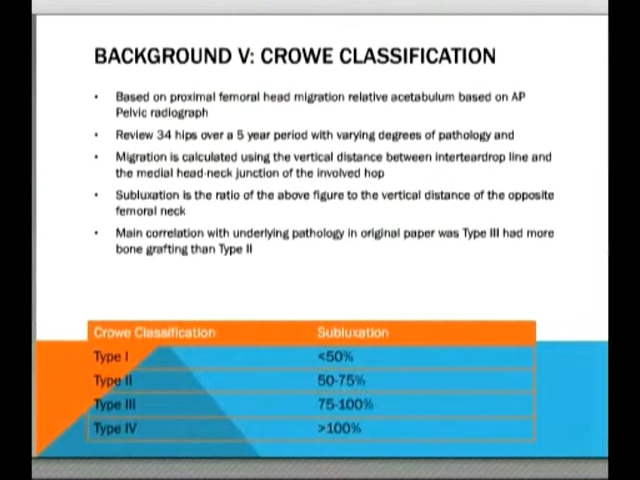 BACKGROUND V: CROWE CLASSIFICATION
• Based on proximal femoral head migration relative acetabulum based on AP
Pelvic radiograph
• Review 34 hips over a 5 year period with varying degrees of pathology and
• Migration is calculated using the vertical distance between interteardrop line and
the medial head-neck junction of the involved hop
• Subluxation is the ratio of the above figure to the vertical distance of the opposite
femoral neck
• Main correlation with underlying pathology in original paper was Type III had more
bone grafting than Type II
Crowe Classification Subluxation
Type I <50%
Type II 50-75%
Type III 75-100%
Type IV >100%